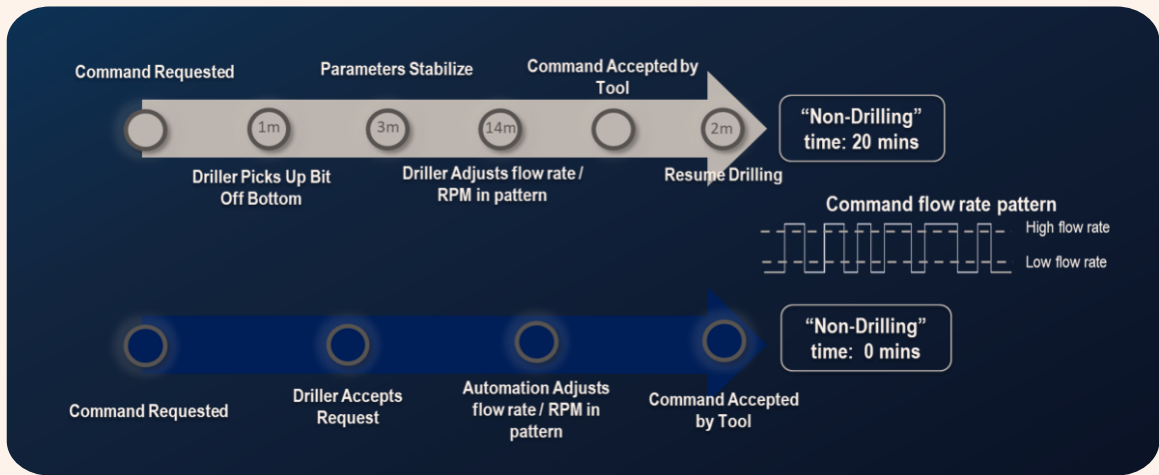 Command Requested
Parameters Stabilize
Command Accepted by
Tool
1m
3m
14m
2m
Driller Picks Up Bit
Off Bottom
Driller Adjusts flow rate /
RPM in pattern
Resume Drilling
“Non-Drilling”
time: 20 mins
Command flow rate pattern
High flow rate
Low flow rate
“Non-Drilling”
time: 0 mins
Command Requested
Driller Accepts
Request
Automation Adjusts
flow rate / RPM in
pattern
Command Accepted
by Tool